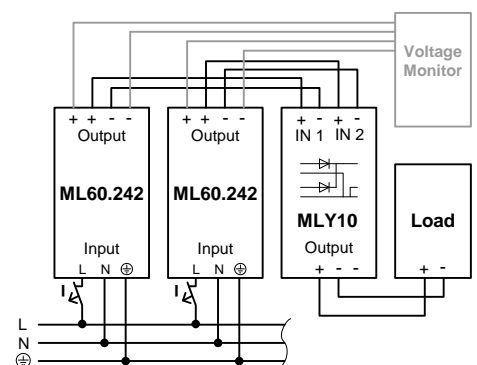 Voltage
Monitor
+ + - -
Output
ML60.242
Input
L N
I
+ + - -
Output
ML60.242
Input
L N
I
+ - + -
IN 1 IN 2
MLY10
Output
+ - -
Load
+ -
L
N